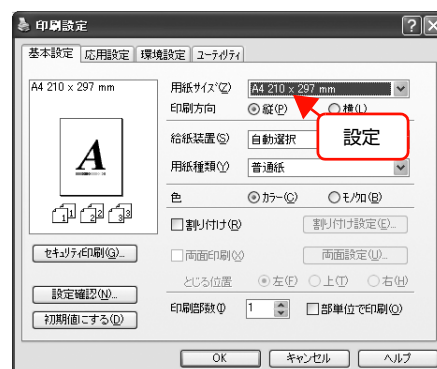 印刷設定
基本設定 応用設定 環境設定 ユーティリティ
A4 210 x 297 mm
用紙サイズ(Z) A4 210 x 297 mm
印刷方向 縦(P) 横(L)
設定
給紙装置(S) 自動選択
用紙種類(Y) 普通紙
A
色 カラー(C) モノクロ(B)
1 1 2 2 3 3
割り付け(R) 割り付け設定(E)...
セキュリティ印刷(G)... 両面印刷(X) 両面設定(U)...
とじる位置 左(F) 上(T) 右(H)
設定確認(N)...
印刷部数(I) 1 部単位で印刷(O)
初期値にする(D)
OK キャンセル ヘルプ